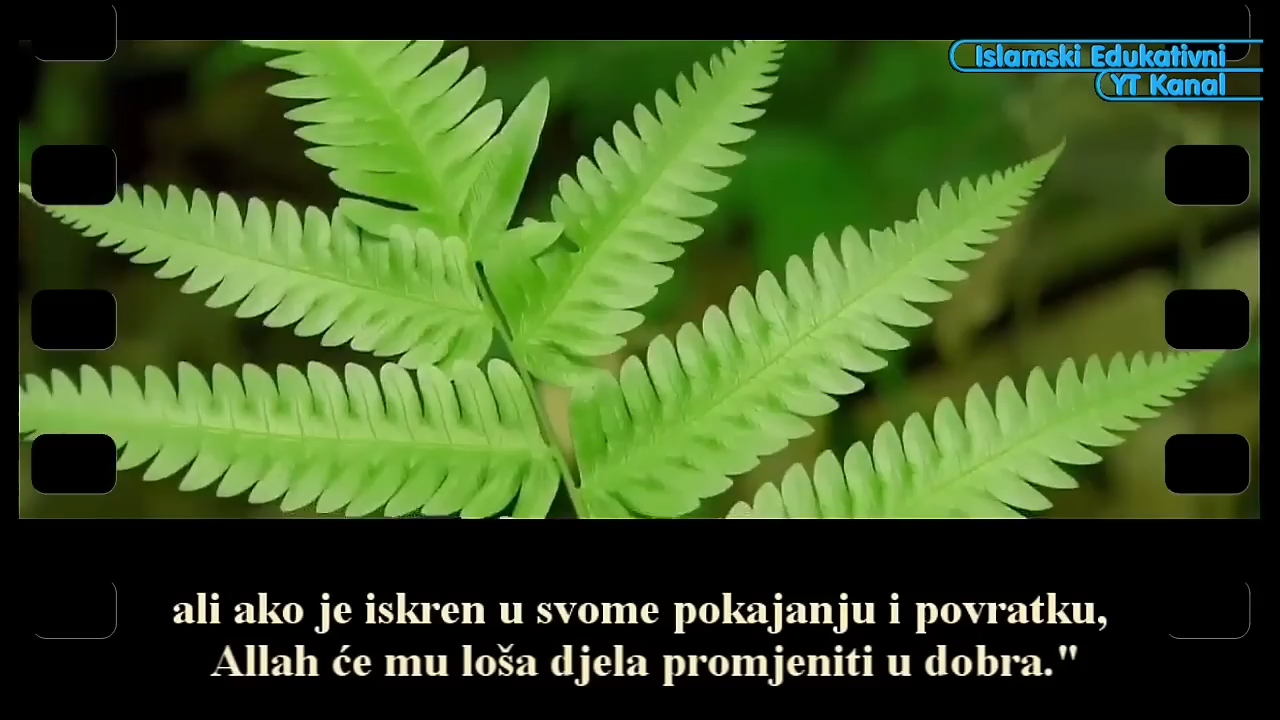 Islamski Edukativni
YT Kanal
ali ako je iskren u svome pokajanju i povratku,
Allah će mu loša djela promjeniti u dobra."